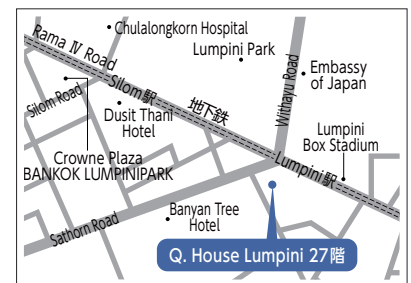 Chulalongkorn Hospital
Rama Ⅳ Road
Lumpini Park
Withayu Road
Embassy
of Japan
Silom駅
地下鉄
Silom Road
Dusit Thani
Hotel
Lumpini
Box Stadium
Crowne Plaza
BANKOK LUMPINIPARK
Lumpini駅
Banyan Tree
Hotel
Sathorn Road
Q. House Lumpini 27階